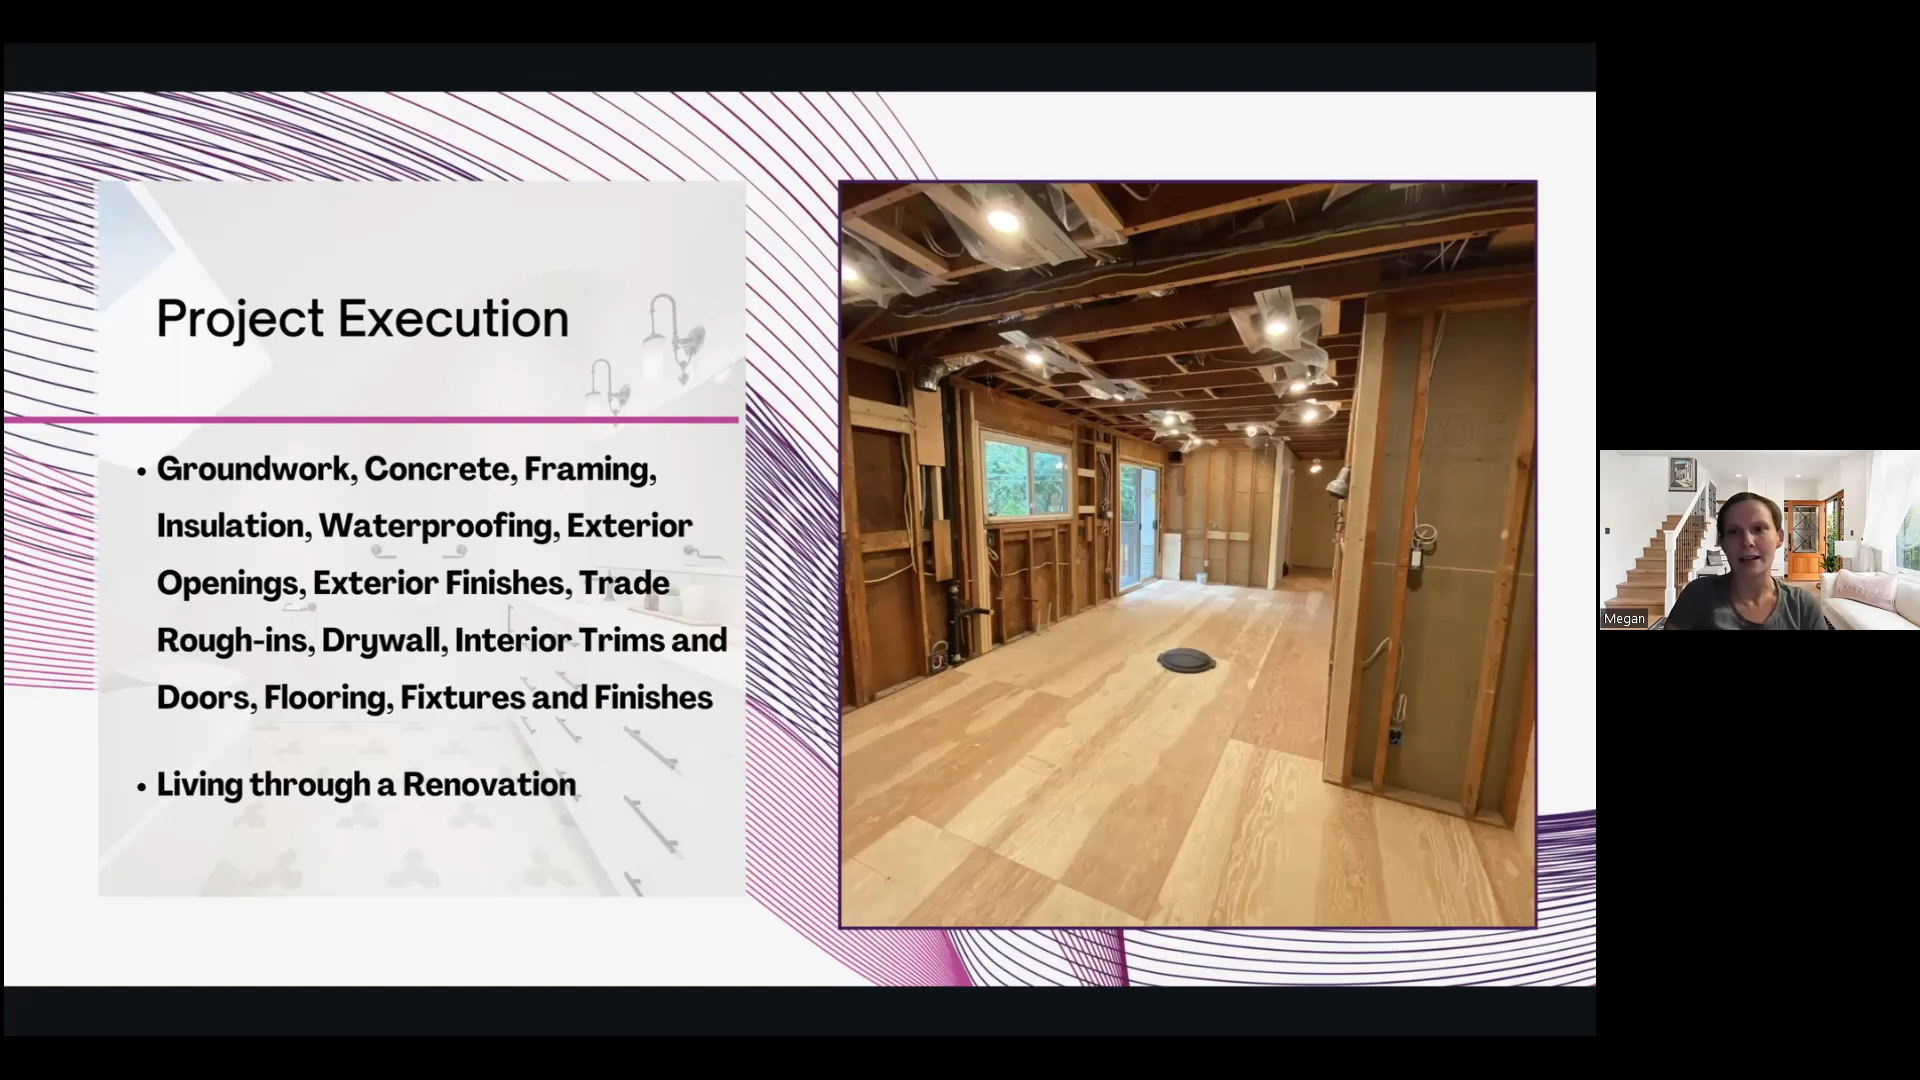 Project Execution
• Groundwork, Concrete, Framing,
Insulation, Waterproofing, Exterior
Openings, Exterior Finishes, Trade
Rough-ins, Drywall, Interior Trims and
Doors, Flooring, Fixtures and Finishes
• Living through a Renovation
Megan